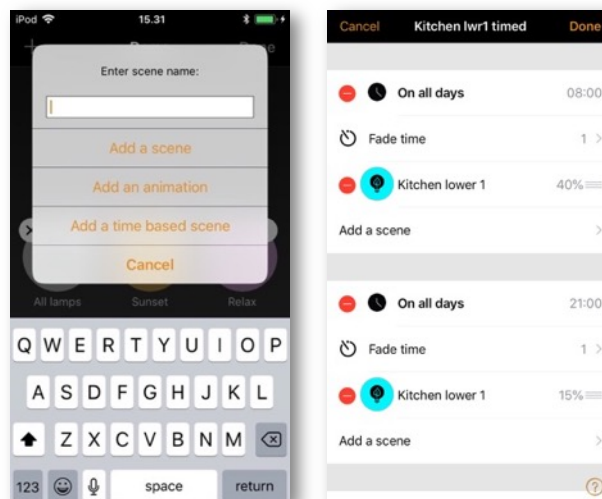 iPod 15.31
Enter scene name:
Add a scene
Add an animation
Add a time based scene
Cancel
All lamps Sunset Relax
Q W E R T Y U I O P
A S D F G H J K L
Z X C V B N M
123 space return
Cancel Kitchen lwr1 timed Done
On all days 08:00
Fade time 1
Kitchen lower 1 40%
Add a scene
On all days 21:00
Fade time 1
Kitchen lower 1 15%
Add a scene
?